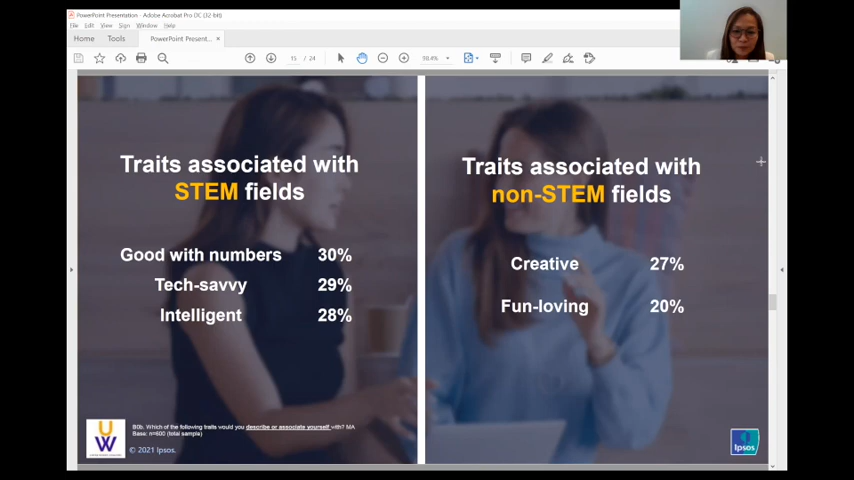 PowerPoint Presentation - Adobe Acrobat Pro DC (32-bit)
File Edit View Sign Window Help
Home Tools PowerPoint Present... ×
15 / 24
98.4%
Traits associated with
STEM fields
Good with numbers 30%
Tech-savvy 29%
Intelligent 28%
Traits associated with
non-STEM fields
Creative 27%
Fun-loving 20%
B0b. Which of the following traits would you describe or associate yourself with? MA
Base: n=600 (total sample)
© 2021 Ipsos.
U
W
Ipsos